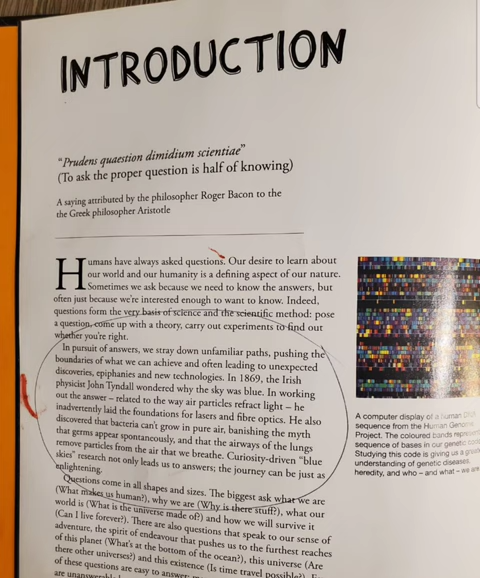 INTRODUCTION
“Prudens quaestion dimidium scientiae”
(To ask the proper question is half of knowing)
A saying attributed by the philosopher Roger Bacon to the
the Greek philosopher Aristotle
Humans have always asked questions. Our desire to learn about
our world and our humanity is a defining aspect of our nature.
Sometimes we ask because we need to know the answers, but
often just because we’re interested enough to want to know. Indeed,
questions form the very basis of science and the scientific method: pose
a question, come up with a theory, carry out experiments to find out
whether you’re right.
In pursuit of answers, we stray down unfamiliar paths, pushing the
boundaries of what we can achieve and often leading to unexpected
discoveries, epiphanies and new technologies. In 1869, the Irish
physicist John Tyndall wondered why the sky was blue. In working
out the answer – related to the way air particles refract light – he
inadvertently laid the foundations for lasers and fibre optics. He also
discovered that bacteria can’t grow in pure air, banishing the myth
that germs appear spontaneously, and that the airways of the lungs
remove particles from the air that we breathe. Curiosity-driven “blue
skies” research not only leads us to answers; the journey can be just as
enlightening.
Questions come in all shapes and sizes. The biggest ask what we are
(What makes us human?), why we are (Why is there stuff?), what our
world is (What is the universe made of?) and how we will survive it
(Can I live forever?). There are also questions that speak to our sense of
adventure, the spirit of endeavour that pushes us to the furthest reaches
of this planet (What’s at the bottom of the ocean?), this universe (Are
there other universes?) and this existence (Is time travel possible?).
of these questions are easy to answer;
are unanswerable
A computer display of a human DNA
sequence from the Human Genome
Project. The coloured bands represent
sequence of bases in our genetic
Studying this code is giving us a
understanding of genetic diseases,
heredity, and who – and what – we are